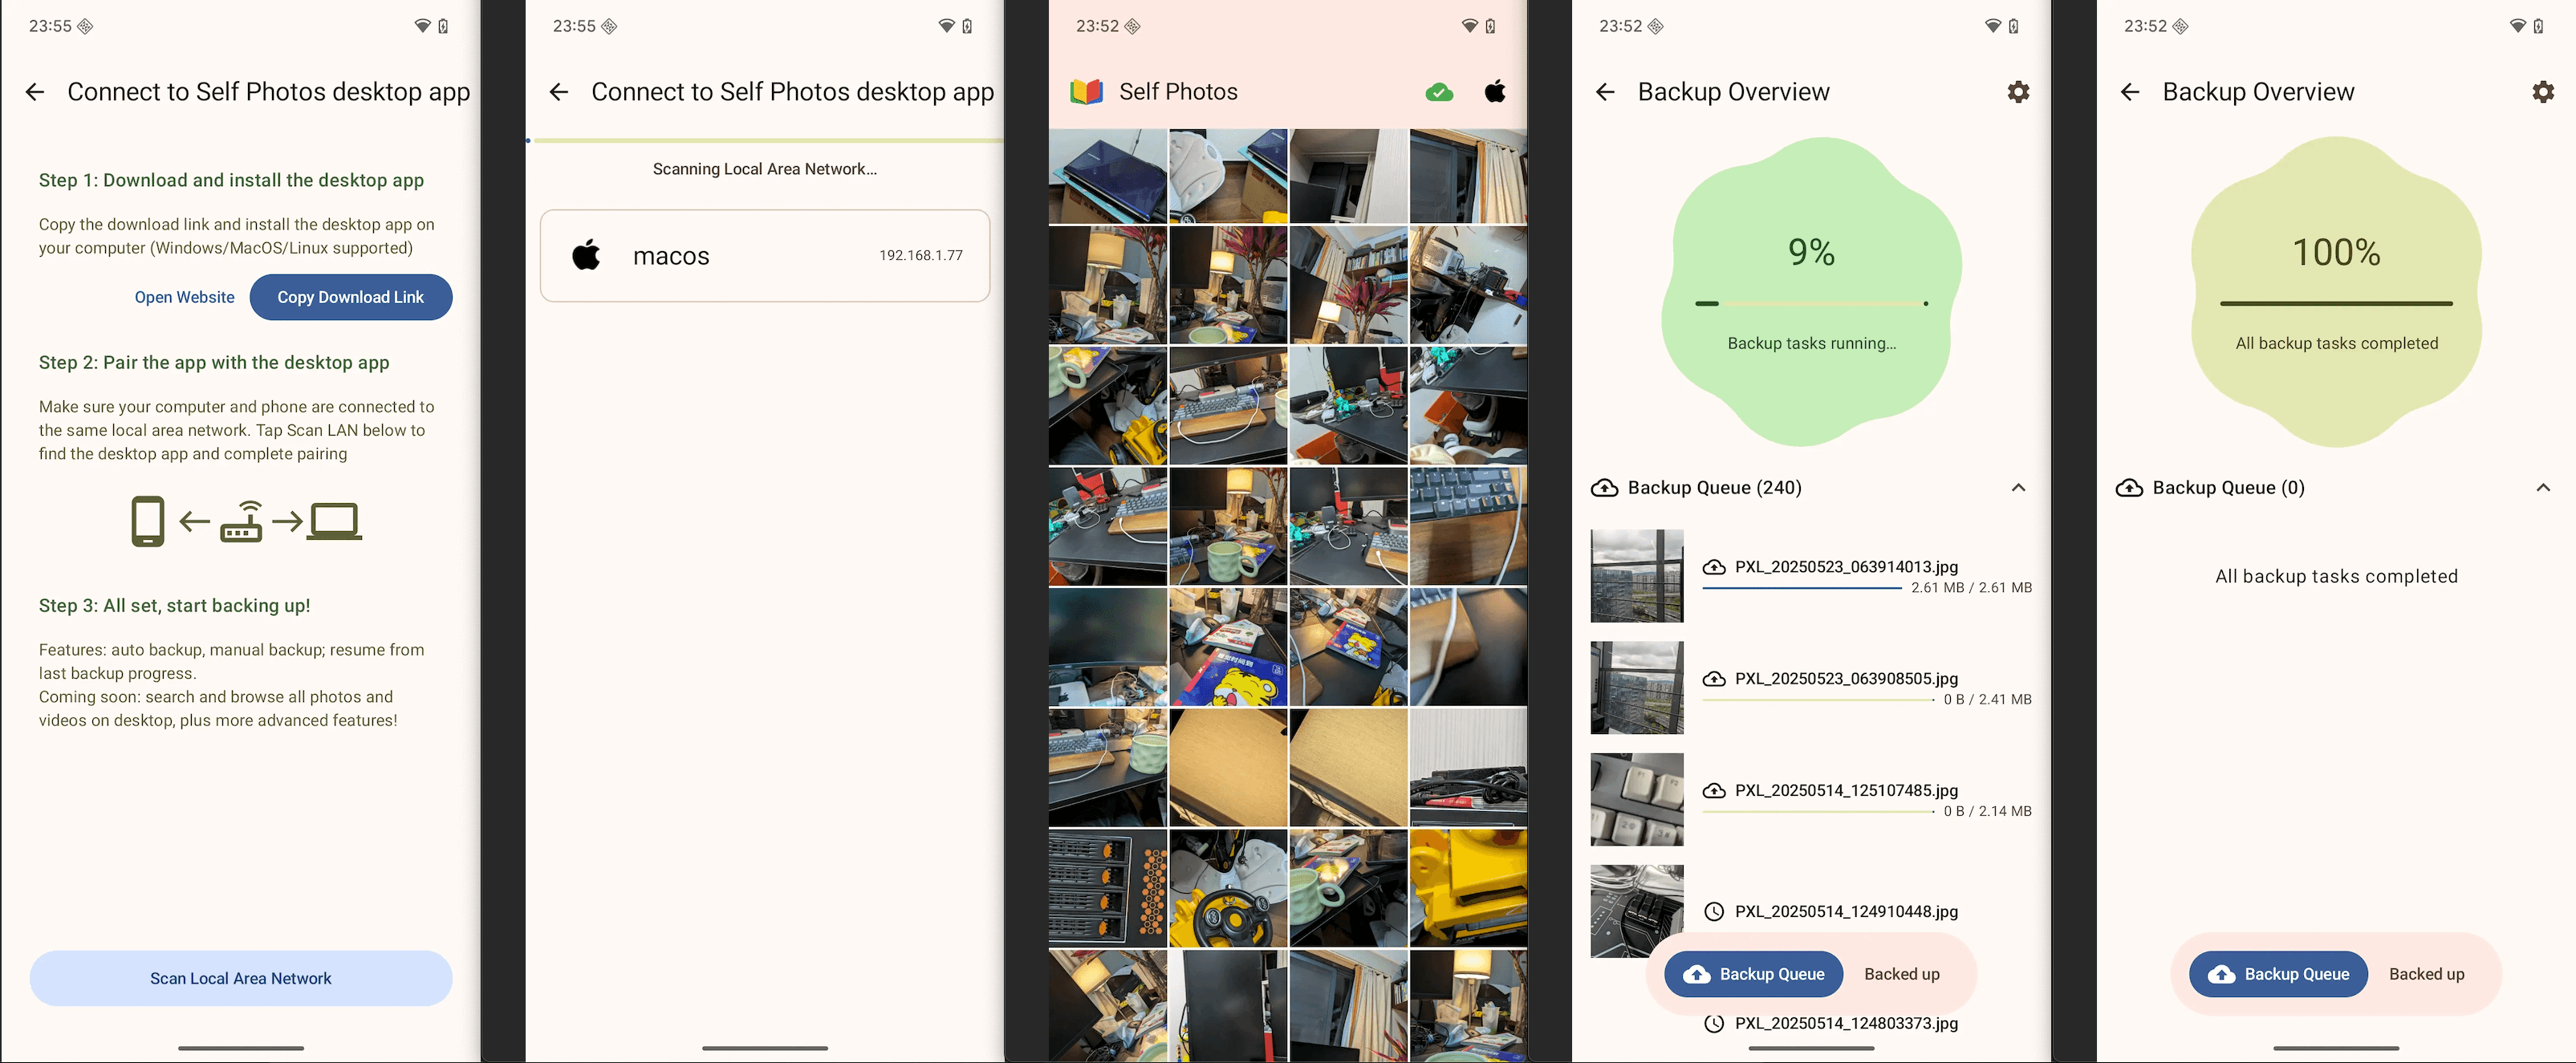 23:55
Connect to Self Photos desktop app
Step 1: Download and install the desktop app
Copy the download link and install the desktop app on
your computer (Windows/MacOS/Linux supported)
Open Website
Copy Download Link
Step 2: Pair the app with the desktop app
Make sure your computer and phone are connected to
the same local area network. Tap Scan LAN below to
find the desktop app and complete pairing
Step 3: All set, start backing up!
Features: auto backup, manual backup; resume from
last backup progress.
Coming soon: search and browse all photos and
videos on desktop, plus more advanced features!
Scan Local Area Network
23:55
Connect to Self Photos desktop app
Scanning Local Area Network...
macos
192.168.1.77
23:52
Self Photos
23:52
Backup Overview
9%
Backup tasks running...
Backup Queue (240)
PXL_20250523_063914013.jpg
2.61 MB / 2.61 MB
PXL_20250523_063908505.jpg
0 B / 2.41 MB
PXL_20250514_125107485.jpg
0 B / 2.14 MB
PXL_20250514_124910448.jpg
Backup Queue
Backed up
PXL_20250514_124803373.jpg
23:52
Backup Overview
100%
All backup tasks completed
Backup Queue (0)
All backup tasks completed
Backup Queue
Backed up